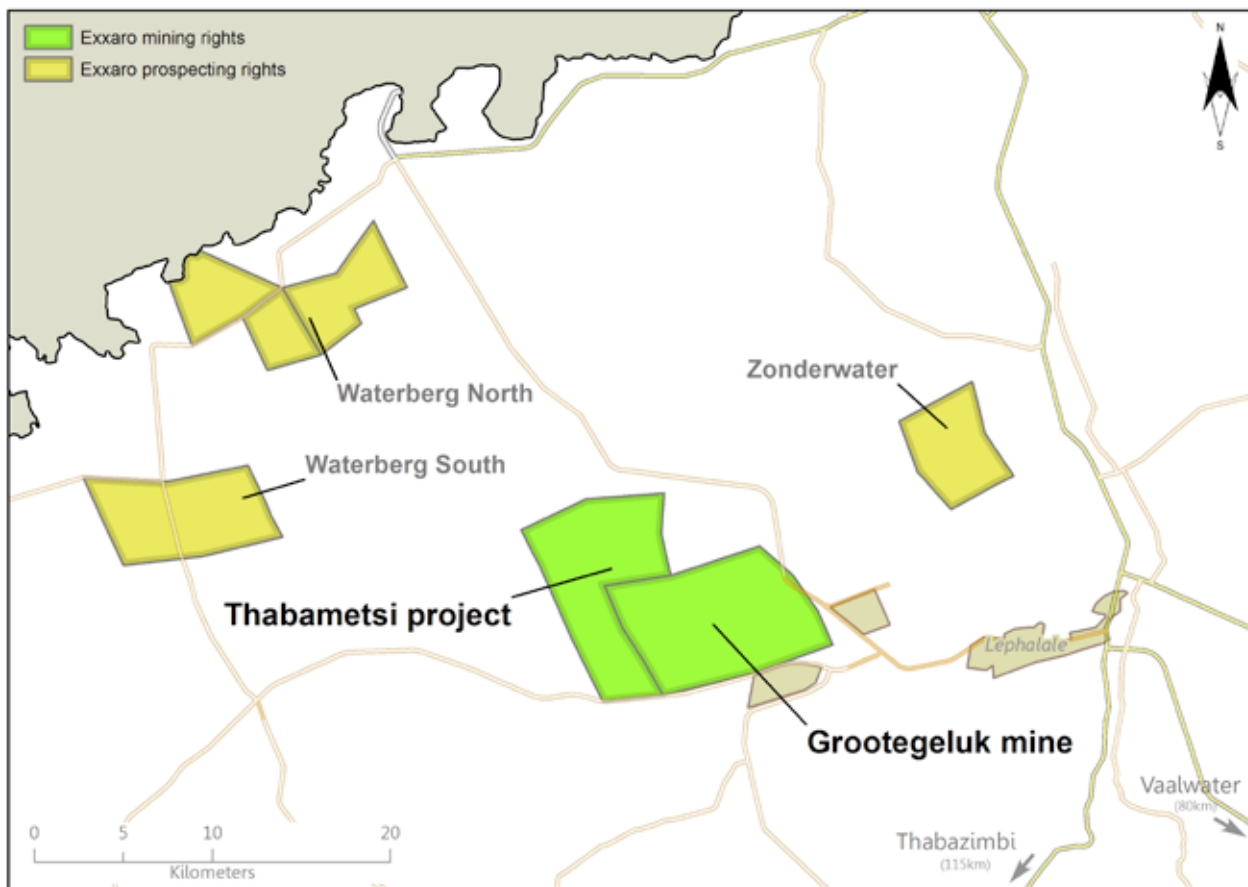 Exxaro mining rights
Exxaro prospecting rights
N
S
Waterberg North
Zonderwater
Waterberg South
Thabametsi project
Lephalale
Grootegeluk mine
Vaalwater
(80km)
Thabazimbi
(115km)
0 5 10 20
Kilometers